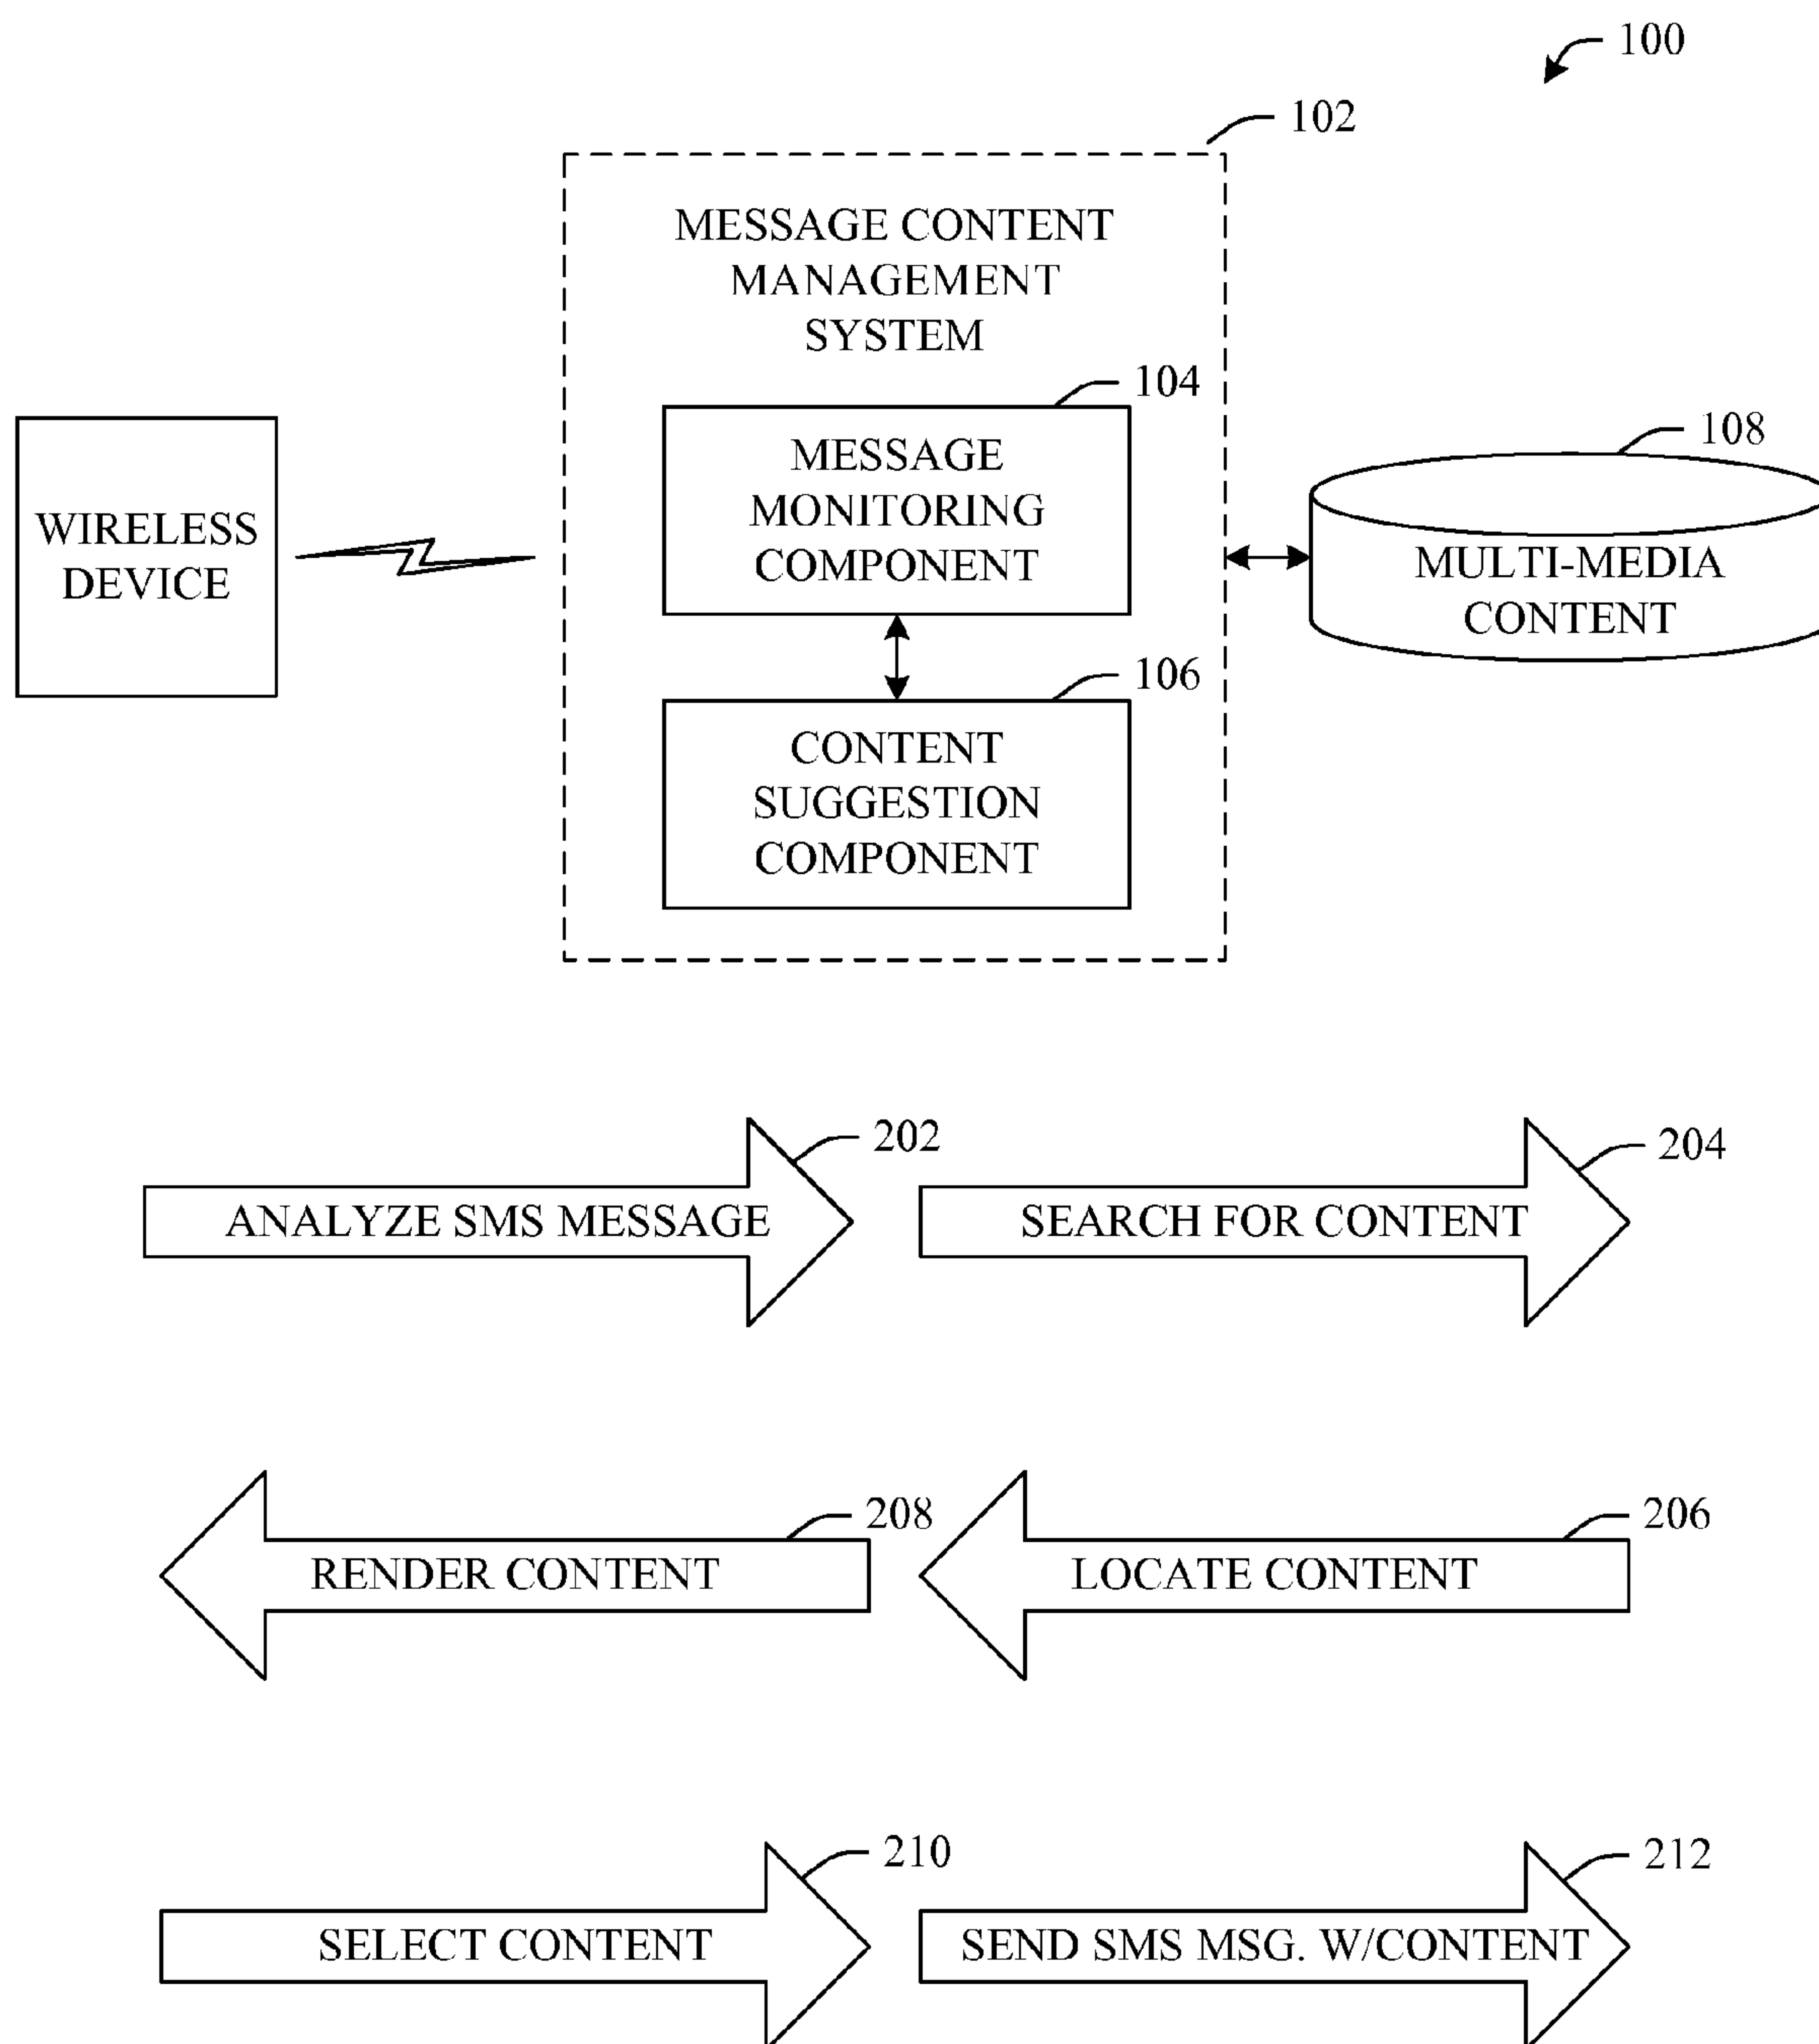 100
102
MESSAGE CONTENT
MANAGEMENT
SYSTEM
104
MESSAGE
MONITORING
COMPONENT
108
WIRELESS
DEVICE
MULTI-MEDIA
CONTENT
106
CONTENT
SUGGESTION
COMPONENT
202
ANALYZE SMS MESSAGE
204
SEARCH FOR CONTENT
208
RENDER CONTENT
206
LOCATE CONTENT
210
SELECT CONTENT
212
SEND SMS MSG. W/CONTENT